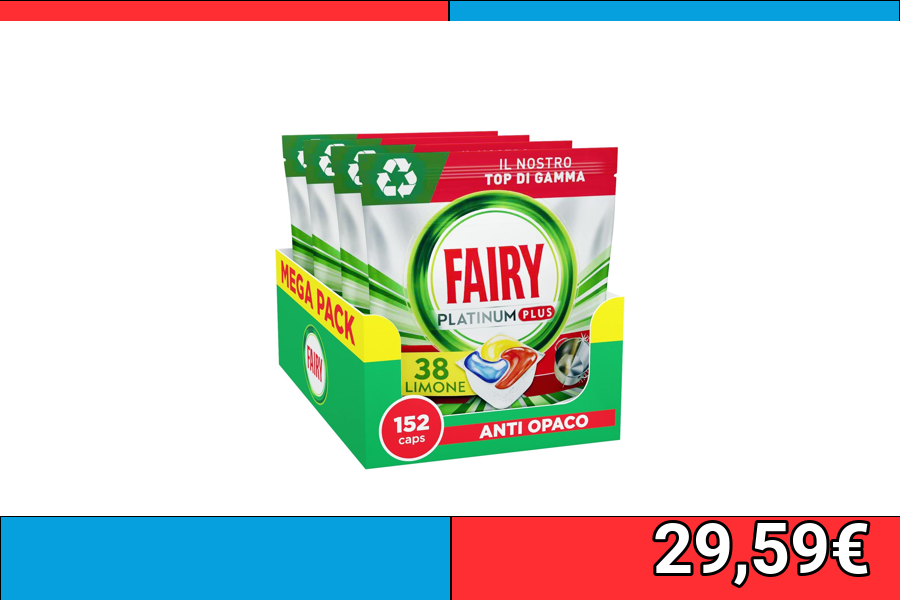 IL NOSTRO
TOP DI GAMMA
FAIRY
PLATINUM PLUS
MEGA PACK
FAIRY
38
LIMONE
152
caps
ANTI OPACO
29,59€